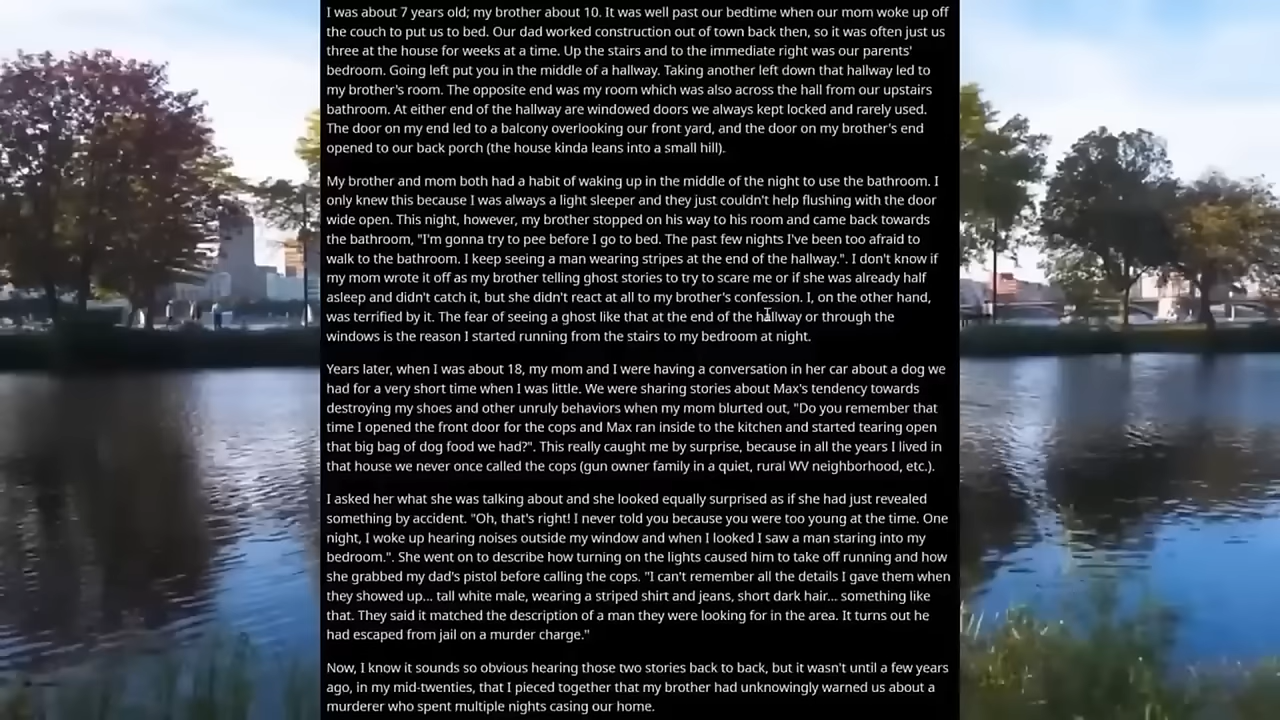 I was about 7 years old; my brother about 10. It was well past our bedtime when our mom woke up off
the couch to put us to bed. Our dad worked construction out of town back then, so it was often just us
three at the house for weeks at a time. Up the stairs and to the immediate right was our parents'
bedroom. Going left put you in the middle of a hallway. Taking another left down that hallway led to
my brother's room. The opposite end was my room which was also across the hall from our upstairs
bathroom. At either end of the hallway are windowed doors we always kept locked and rarely used.
The door on my end led to a balcony overlooking our front yard, and the door on my brother's end
opened to our back porch (the house kinda leans into a small hill).
My brother and mom both had a habit of waking up in the middle of the night to use the bathroom. I
only knew this because I was always a light sleeper and they just couldn't help flushing with the door
wide open. This night, however, my brother stopped on his way to his room and came back towards
the bathroom, "I'm gonna try to pee before I go to bed. The past few nights I've been too afraid to
walk to the bathroom. I keep seeing a man wearing stripes at the end of the hallway.". I don't know if
my mom wrote it off as my brother telling ghost stories to try to scare me or if she was already half
asleep and didn't catch it, but she didn't react at all to my brother's confession. I, on the other hand,
was terrified by it. The fear of seeing a ghost like that at the end of the hallway or through the
windows is the reason I started running from the stairs to my bedroom at night.
Years later, when I was about 18, my mom and I were having a conversation in her car about a dog we
had for a very short time when I was little. We were sharing stories about Max's tendency towards
destroying my shoes and other unruly behaviors when my mom blurted out, "Do you remember that
time I opened the front door for the cops and Max ran inside to the kitchen and started tearing open
that big bag of dog food we had?". This really caught me by surprise, because in all the years I lived in
that house we never once called the cops (gun owner family in a quiet, rural WV neighborhood, etc.).
I asked her what she was talking about and she looked equally surprised as if she had just revealed
something by accident. "Oh, that's right! I never told you because you were too young at the time. One
night, I woke up hearing noises outside my window and when I looked I saw a man staring into my
bedroom.". She went on to describe how turning on the lights caused him to take off running and how
she grabbed my dad's pistol before calling the cops. "I can't remember all the details I gave them when
they showed up... tall white male, wearing a striped shirt and jeans, short dark hair... something like
that. They said it matched the description of a man they were looking for in the area. It turns out he
had escaped from jail on a murder charge."
Now, I know it sounds so obvious hearing those two stories back to back, but it wasn't until a few years
ago, in my mid-twenties, that I pieced together that my brother had unknowingly warned us about a
murderer who spent multiple nights casing our home.